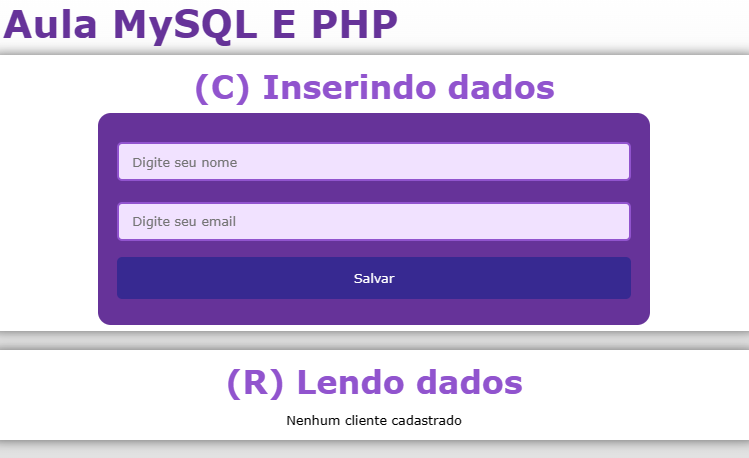 Aula MySQL E PHP
(C) Inserindo dados
Digite seu nome
Digite seu email
Salvar
(R) Lendo dados
Nenhum cliente cadastrado